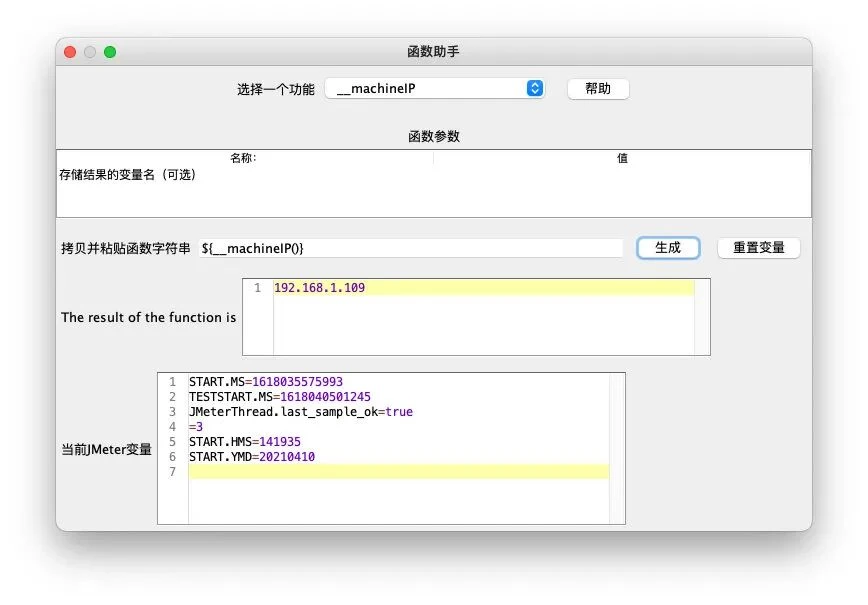 函数助手
选择一个功能 __machineIP 帮助
函数参数
名称: 值
存储结果的变量名（可选）
拷贝并粘贴函数字符串 ${__machineIP()} 生成 重置变量
1 192.168.1.109
The result of the function is
1 START.MS=1618035575993
2 TESTSTART.MS=1618040501245
3 JMeterThread.last_sample_ok=true
4 =3
5 START.HMS=141935
当前JMeter变量
6 START.YMD=20210410
7